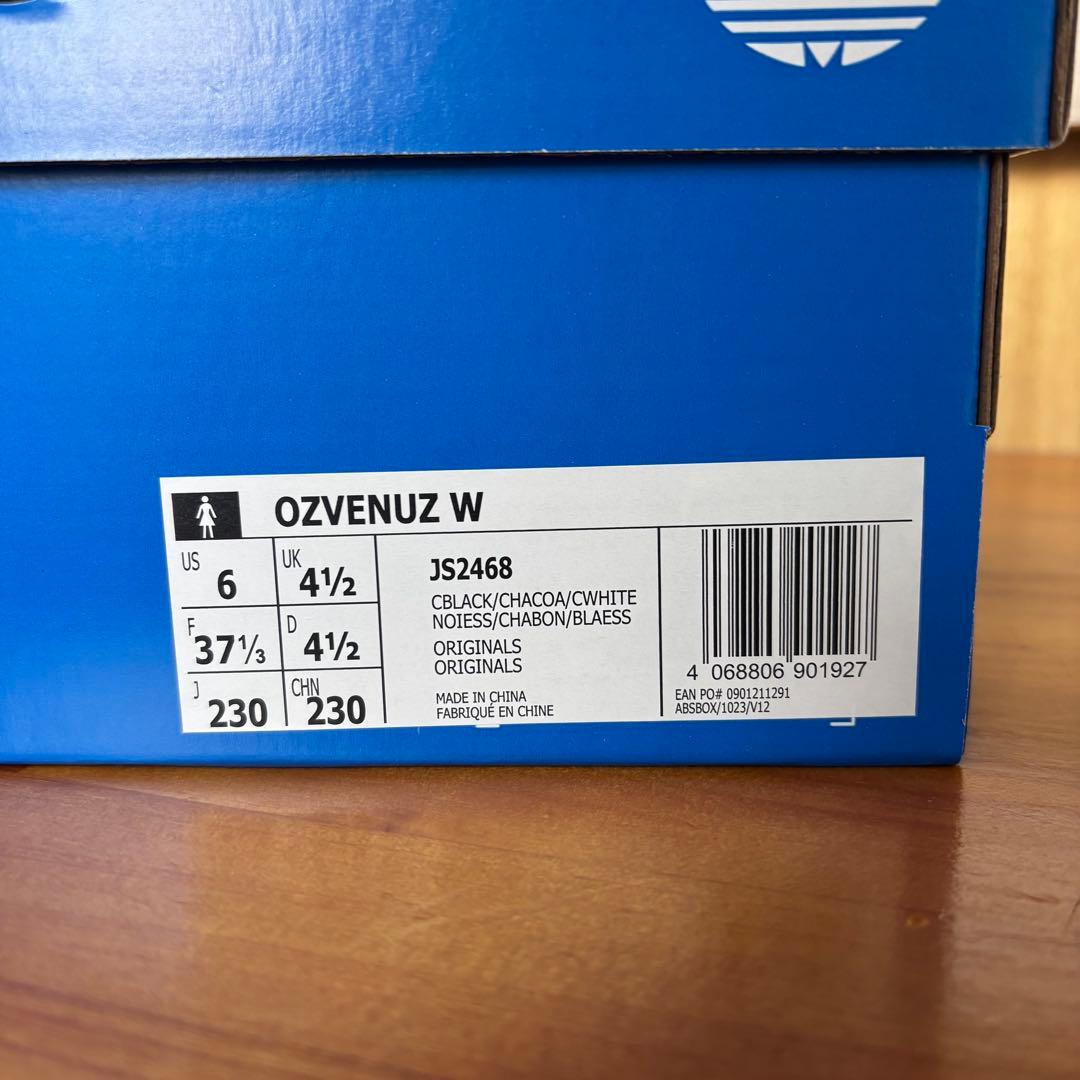 OZVENUZ W
US 6
UK 4½
F 37⅓
D 4½
J 230
CHN 230
JS2468
CBLACK/CHACOA/CWHITE
NOIESS/CHABON/BLAESS
ORIGINALS
ORIGINALS
MADE IN CHINA
FABRIQUÉ EN CHINE
4 068806 901927
EAN PO# 0901211291
ABSBOX/1023/V12